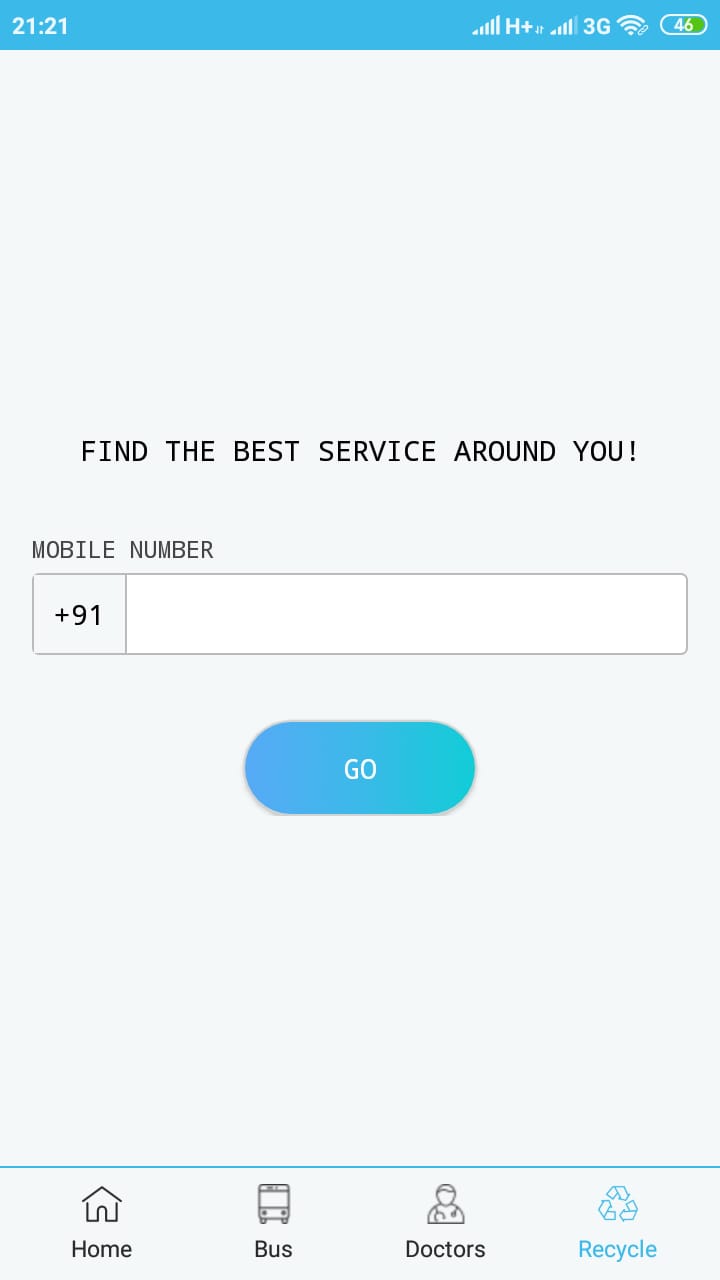 21:21 H+ 3G 46
FIND THE BEST SERVICE AROUND YOU!
MOBILE NUMBER
+91
GO
Home Bus Doctors Recycle